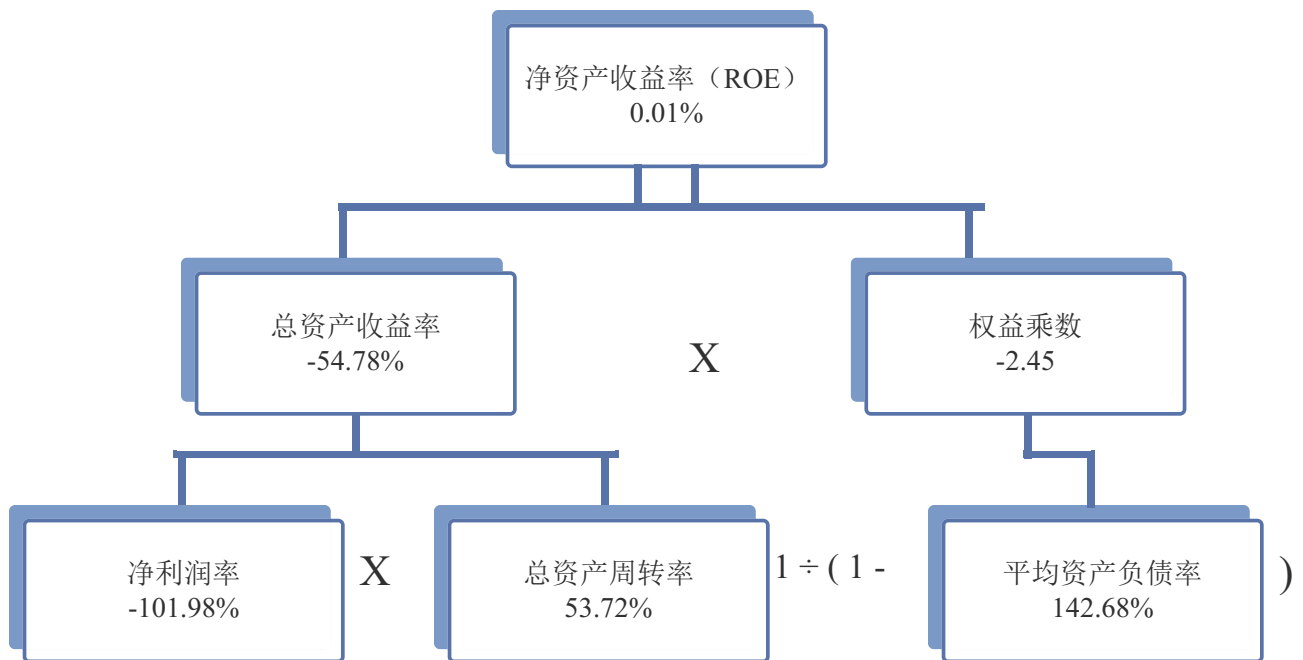 净资产收益率（ROE）
0.01%
总资产收益率
-54.78%
X
权益乘数
-2.45
净利润率
-101.98%
X
总资产周转率
53.72%
1 ÷ ( 1 -
平均资产负债率
142.68%
)